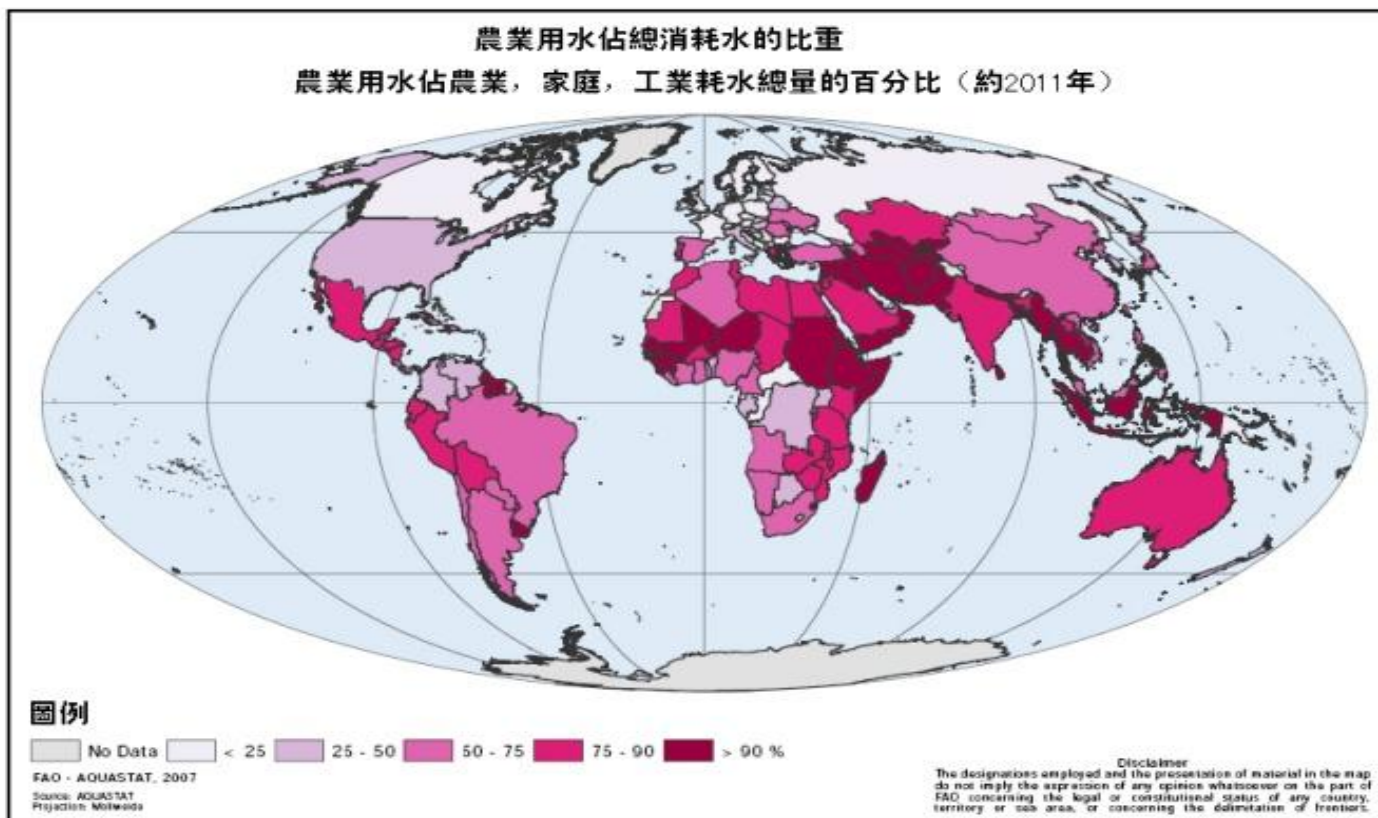 農業用水佔總消耗水的比重
農業用水佔農業，家庭，工業耗水總量的百分比（約2011年）
圖例
No Data
< 25
25 - 50
50 - 75
75 - 90
> 90 %
FAO - AQUASTAT, 2007
Source: AQUASTAT
Projection: Mollweide
Disclaimer
The designations employed and the presentation of material in the map
do not imply the expression of any opinion whatsoever on the part of
FAO concerning the legal or constitutional status of any country,
territory or sea area, or concerning the delimitation of frontiers.